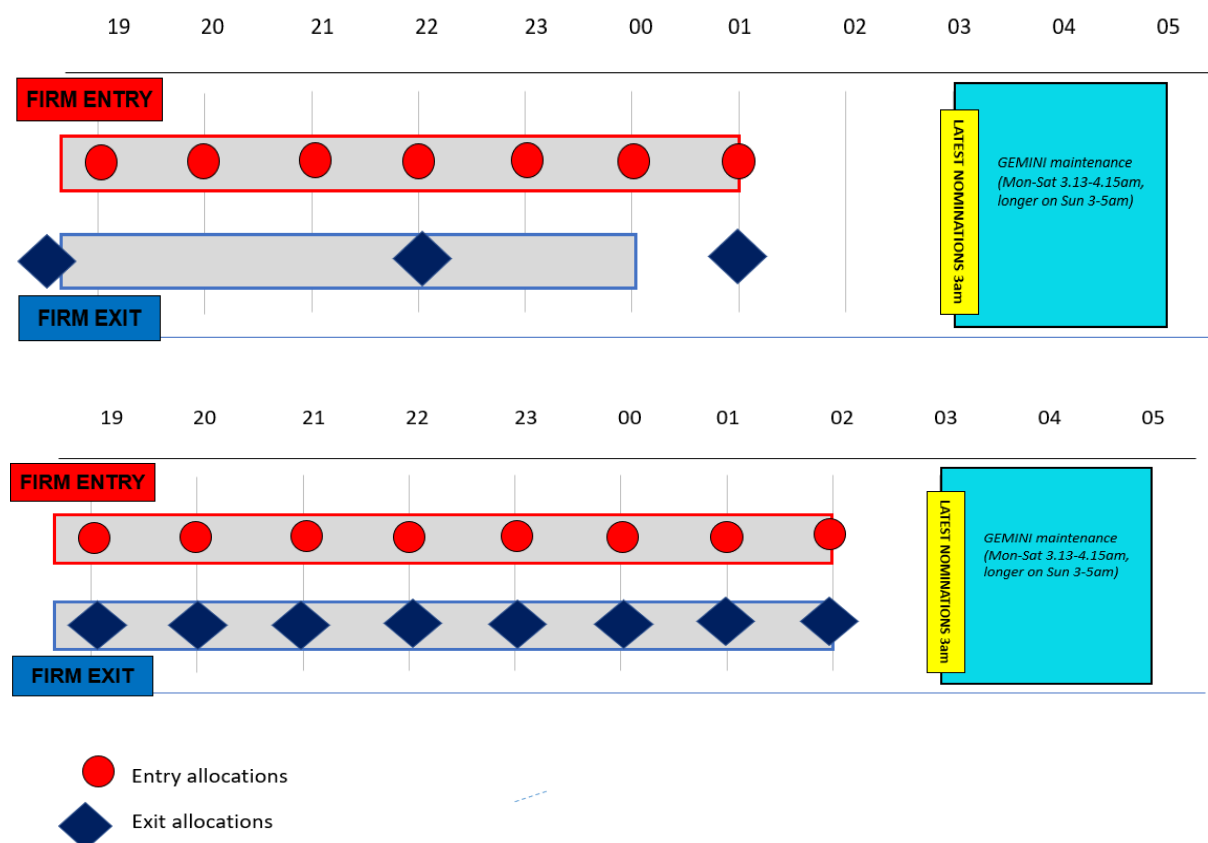 19 20 21 22 23 00 01 02 03 04 05
FIRM ENTRY
LATEST NOMINATIONS 3am
GEMINI maintenance
(Mon-Sat 3.13-4.15am,
longer on Sun 3-5am)
FIRM EXIT
19 20 21 22 23 00 01 02 03 04 05
FIRM ENTRY
LATEST NOMINATIONS 3am
GEMINI maintenance
(Mon-Sat 3.13-4.15am,
longer on Sun 3-5am)
FIRM EXIT
Entry allocations
Exit allocations